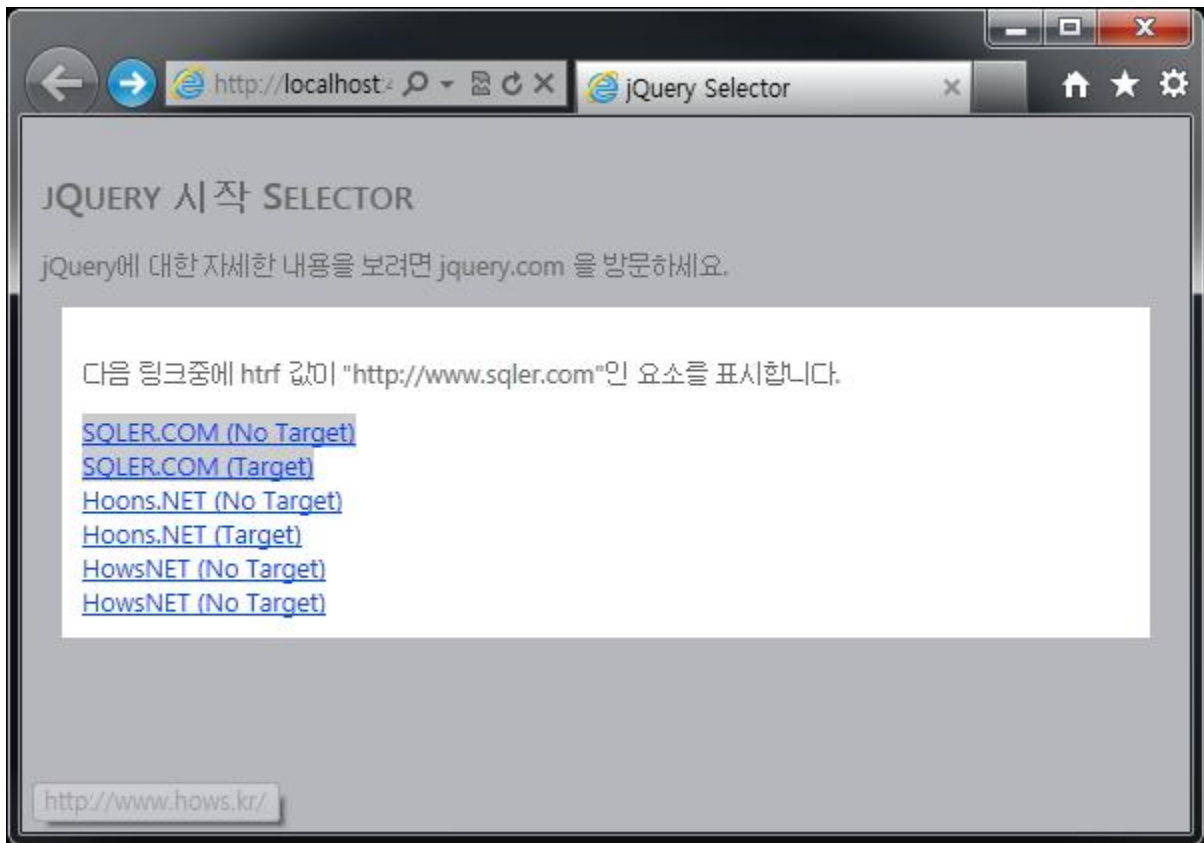 http://localhost:4
jQuery Selector
JQUERY 시작 SELECTOR
jQuery에 대한 자세한 내용을 보려면 jquery.com 을 방문하세요.
다음 링크중에 htrf 값이 "http://www.sqler.com"인 요소를 표시합니다.
SQLER.COM (No Target)
SQLER.COM (Target)
Hoons.NET (No Target)
Hoons.NET (Target)
HowsNET (No Target)
HowsNET (No Target)
http://www.hows.kr/